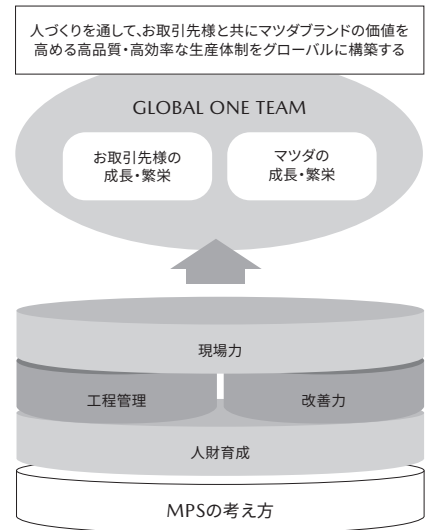 人づくりを通して、お取引先様と共にマツダブランドの価値を
高める高品質・高効率な生産体制をグローバルに構築する
GLOBAL ONE TEAM
お取引先様の
成長・繁栄
マツダの
成長・繁栄
現場力
工程管理
改善力
人財育成
MPSの考え方